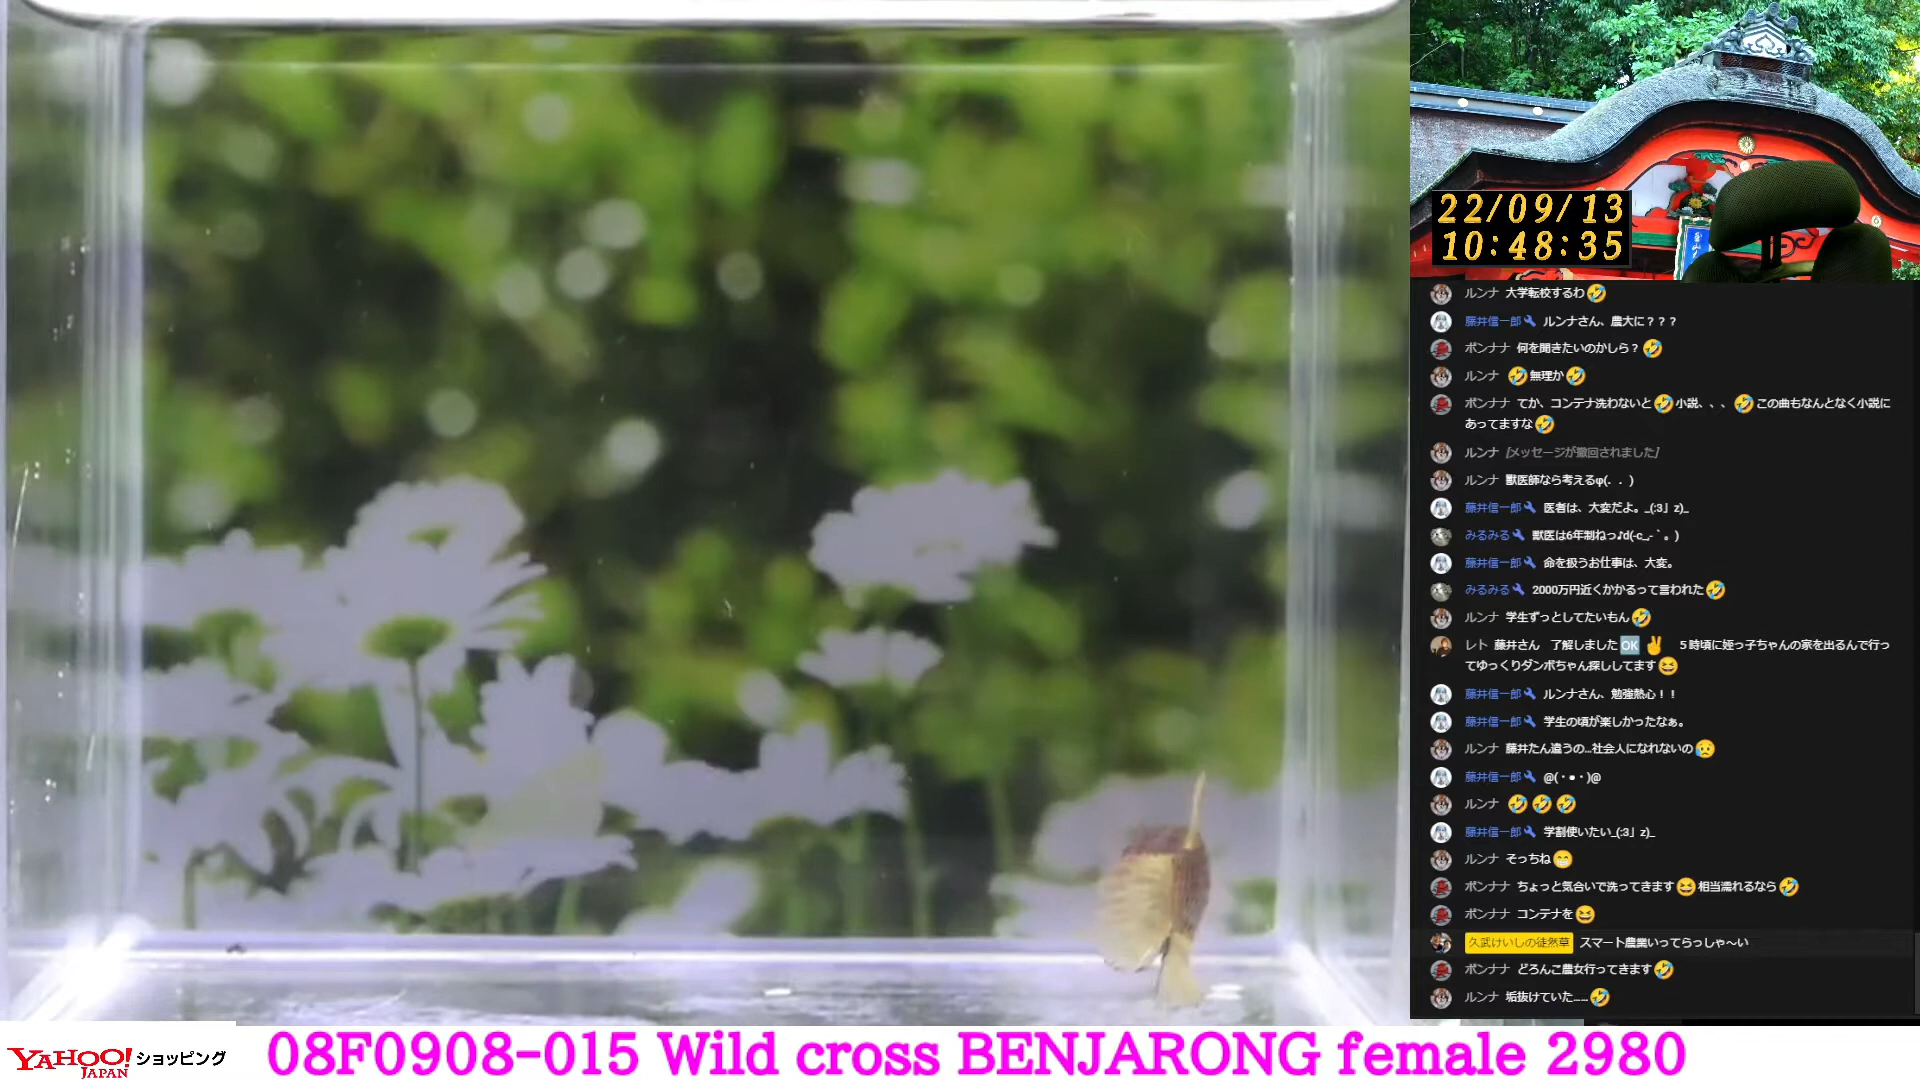 22/09/13
10:48:35
ルンナ 大学転校するわ🤣
藤井信一郎🔧 ルンナさん、農大に？？？
ボンナナ 何を聞きたいのかしら？🤣
ルンナ 🤣無理か🤣
ボンナナ てか、コンテナ洗わないと🤣小説、、、🤣この曲もなんとなく小説に
あってますな🤣
ルンナ [メッセージが撤回されました]
ルンナ 獣医師なら考えるφ(．．)
藤井信一郎🔧 医者は、大変だよ。_(:3」z)_
みるみる🔧 獣医は6年制ねっ♪d(-c_,-｀。)
藤井信一郎🔧 命を扱うお仕事は、大変。
みるみる🔧 2000万円近くかかるって言われた🤣
ルンナ 学生ずっとしてたいもん🤣
レト 藤井さん　了解しました🆗✌　５時頃に姪っ子ちゃんの家を出るんで行っ
てゆっくりダンボちゃん探ししてます😆
藤井信一郎🔧 ルンナさん、勉強熱心！！
藤井信一郎🔧 学生の頃が楽しかったなぁ。
ルンナ 藤井たん違うの...社会人になれないの😥
藤井信一郎🔧 @(・●・)@
ルンナ 🤣🤣🤣
藤井信一郎🔧 学割使いたい_(:3」z)_
ルンナ そっちね😁
ボンナナ ちょっと気合いで洗ってきます😆相当濡れるなら🤣
ボンナナ コンテナを😆
久武けいしの徒然草 スマート農業いってらっしゃ〜い
ボンナナ どろんこ農女行ってきます🤣
ルンナ 垢抜けていた......🤣
YAHOO! ショッピング
JAPAN
08F0908-015 Wild cross BENJARONG female 2980